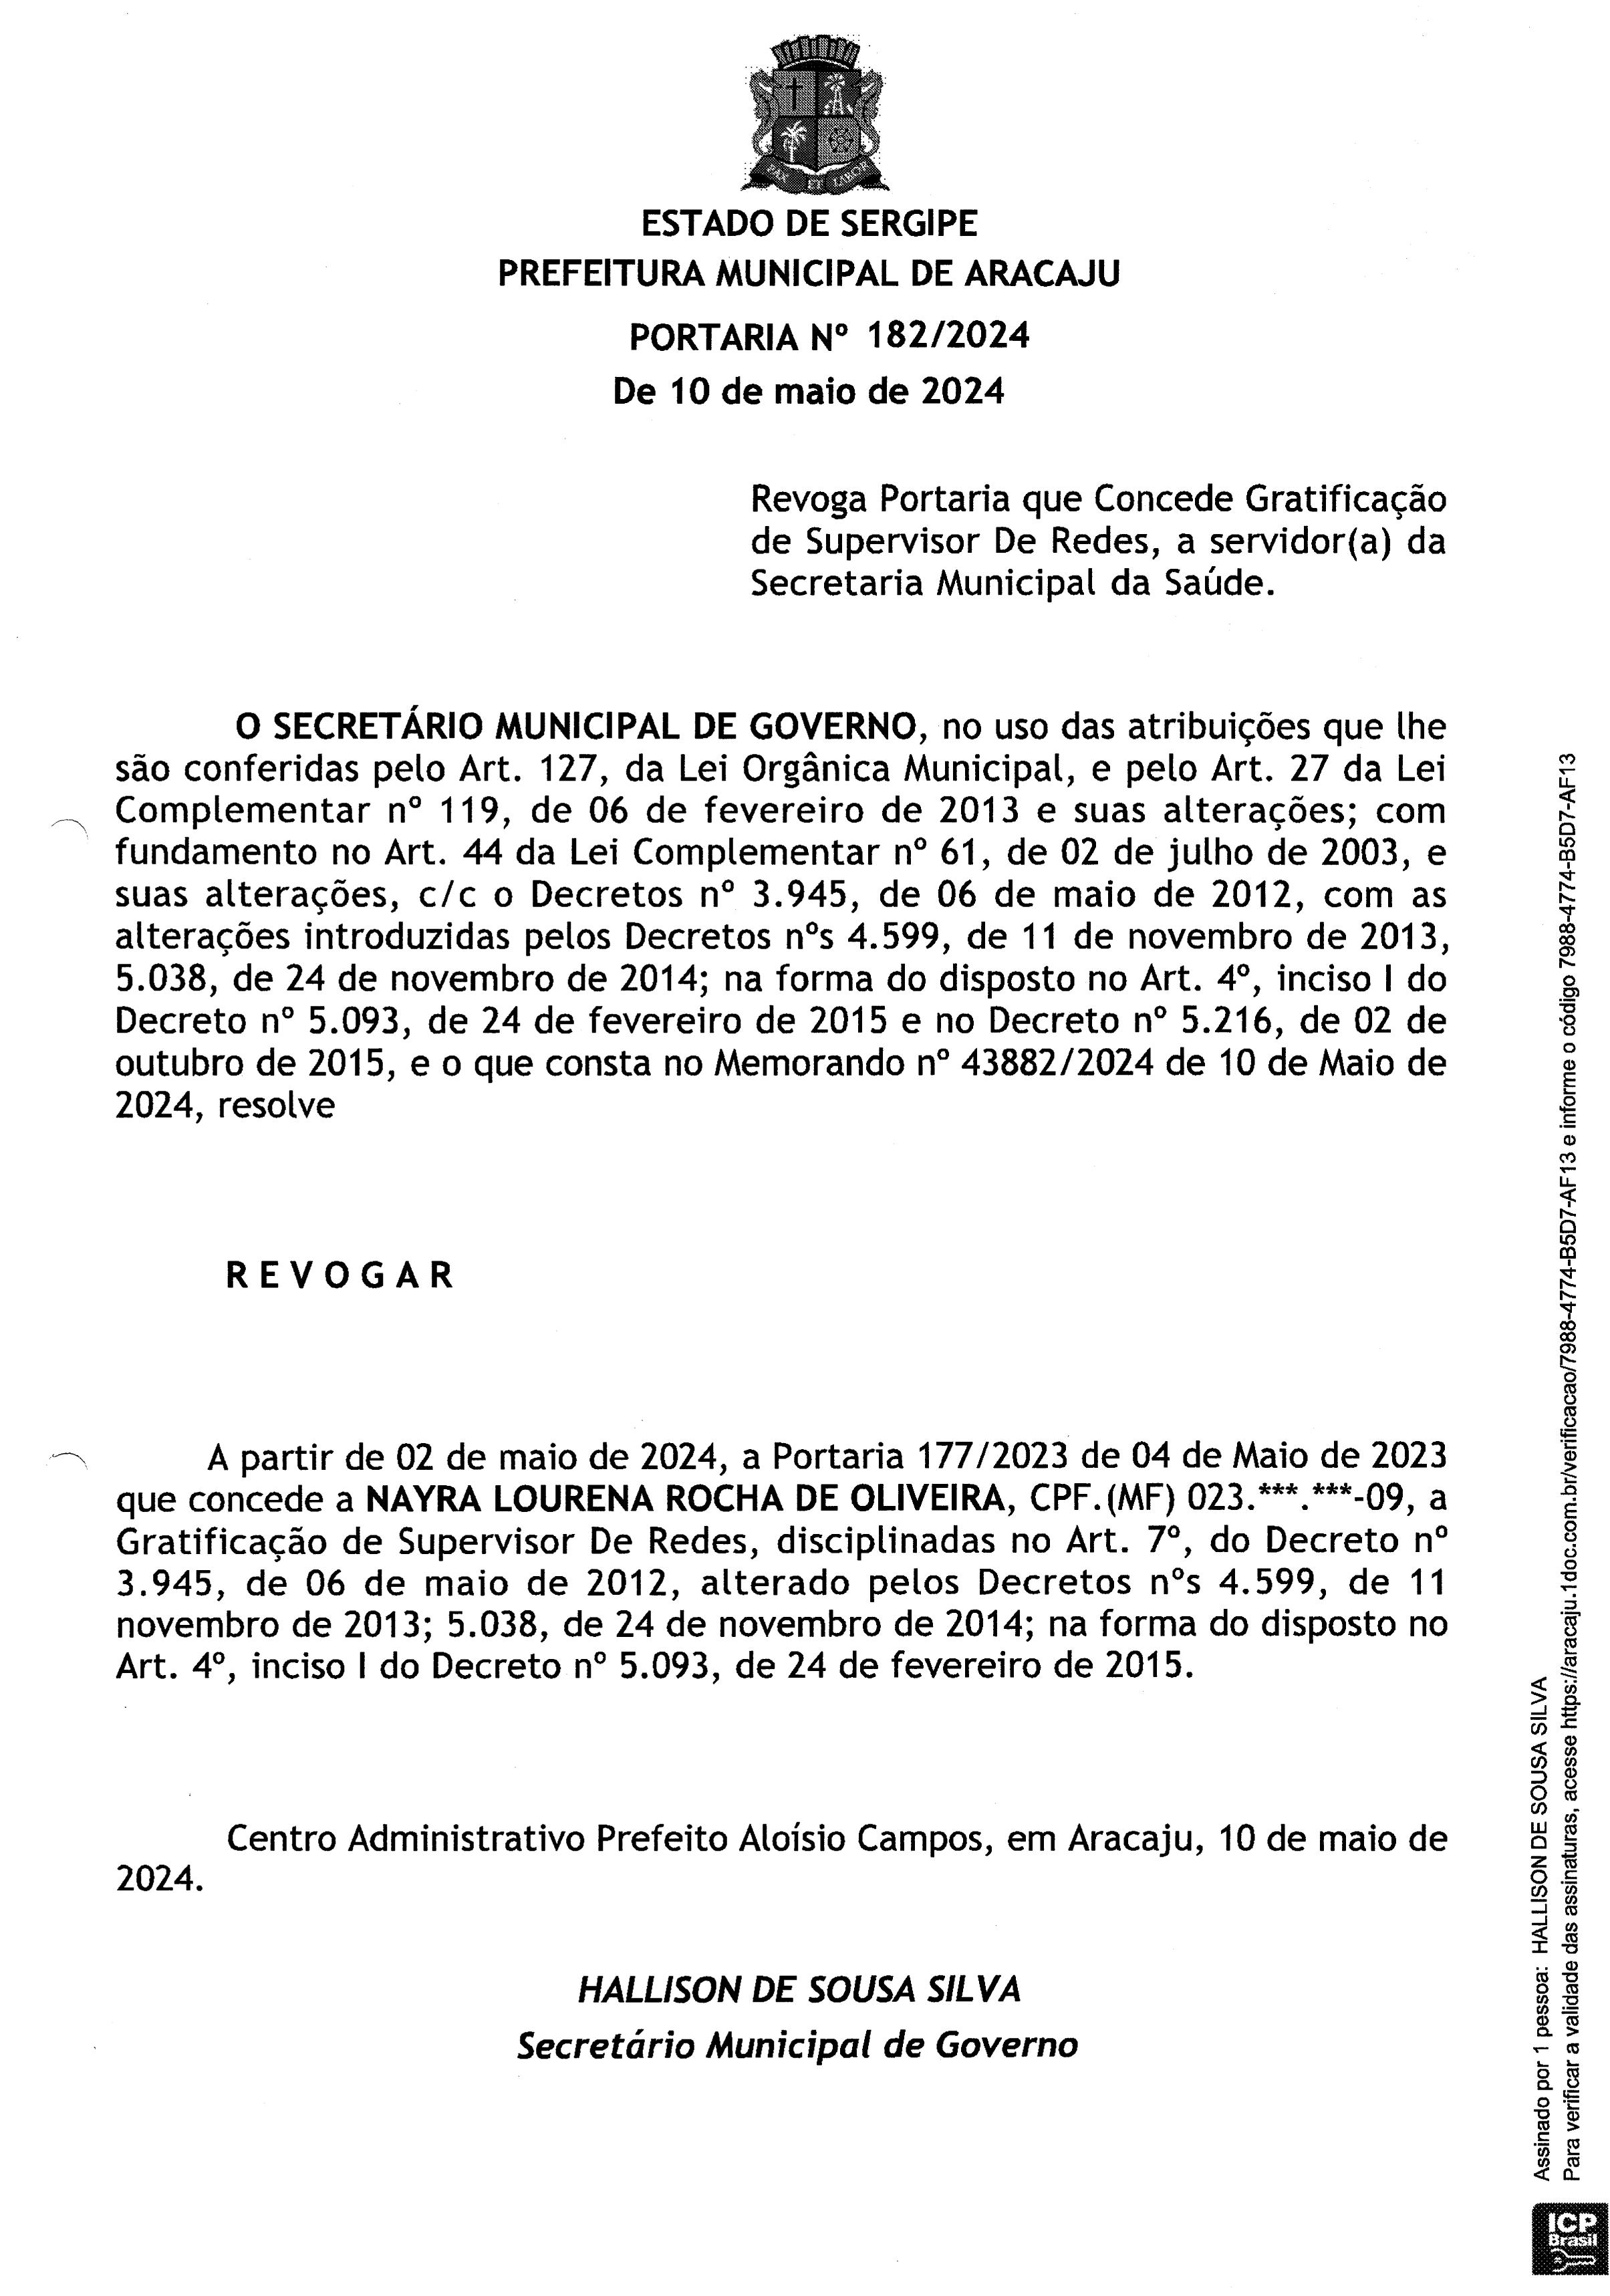 PAX ET LABOR
ESTADO DE SERGIPE
PREFEITURA MUNICIPAL DE ARACAJU
PORTARIA Nº 182/2024
De 10 de maio de 2024
Revoga Portaria que Concede Gratificação
de Supervisor De Redes, a servidor(a) da
Secretaria Municipal da Saúde.
O SECRETÁRIO MUNICIPAL DE GOVERNO, no uso das atribuições que lhe
são conferidas pelo Art. 127, da Lei Orgânica Municipal, e pelo Art. 27 da Lei
Complementar nº 119, de 06 de fevereiro de 2013 e suas alterações; com
fundamento no Art. 44 da Lei Complementar nº 61, de 02 de julho de 2003, e
suas alterações, c/c o Decretos nº 3.945, de 06 de maio de 2012, com as
alterações introduzidas pelos Decretos nºs 4.599, de 11 de novembro de 2013,
5.038, de 24 de novembro de 2014; na forma do disposto no Art. 4º, inciso I do
Decreto nº 5.093, de 24 de fevereiro de 2015 e no Decreto nº 5.216, de 02 de
outubro de 2015, e o que consta no Memorando nº 43882/2024 de 10 de Maio de
2024, resolve
R E V O G A R
A partir de 02 de maio de 2024, a Portaria 177/2023 de 04 de Maio de 2023
que concede a NAYRA LOURENA ROCHA DE OLIVEIRA, CPF.(MF) 023.***.***-09, a
Gratificação de Supervisor De Redes, disciplinadas no Art. 7º, do Decreto nº
3.945, de 06 de maio de 2012, alterado pelos Decretos nºs 4.599, de 11
novembro de 2013; 5.038, de 24 de novembro de 2014; na forma do disposto no
Art. 4º, inciso I do Decreto nº 5.093, de 24 de fevereiro de 2015.
Centro Administrativo Prefeito Aloísio Campos, em Aracaju, 10 de maio de
2024.
HALLISON DE SOUSA SILVA
Secretário Municipal de Governo
Assinado por 1 pessoa: HALLISON DE SOUSA SILVA
Para verificar a validade das assinaturas, acesse https://aracaju.1doc.com.br/verificacao/7988-4774-B5D7-AF13 e informe o código 7988-4774-B5D7-AF13
ICP
Brasil